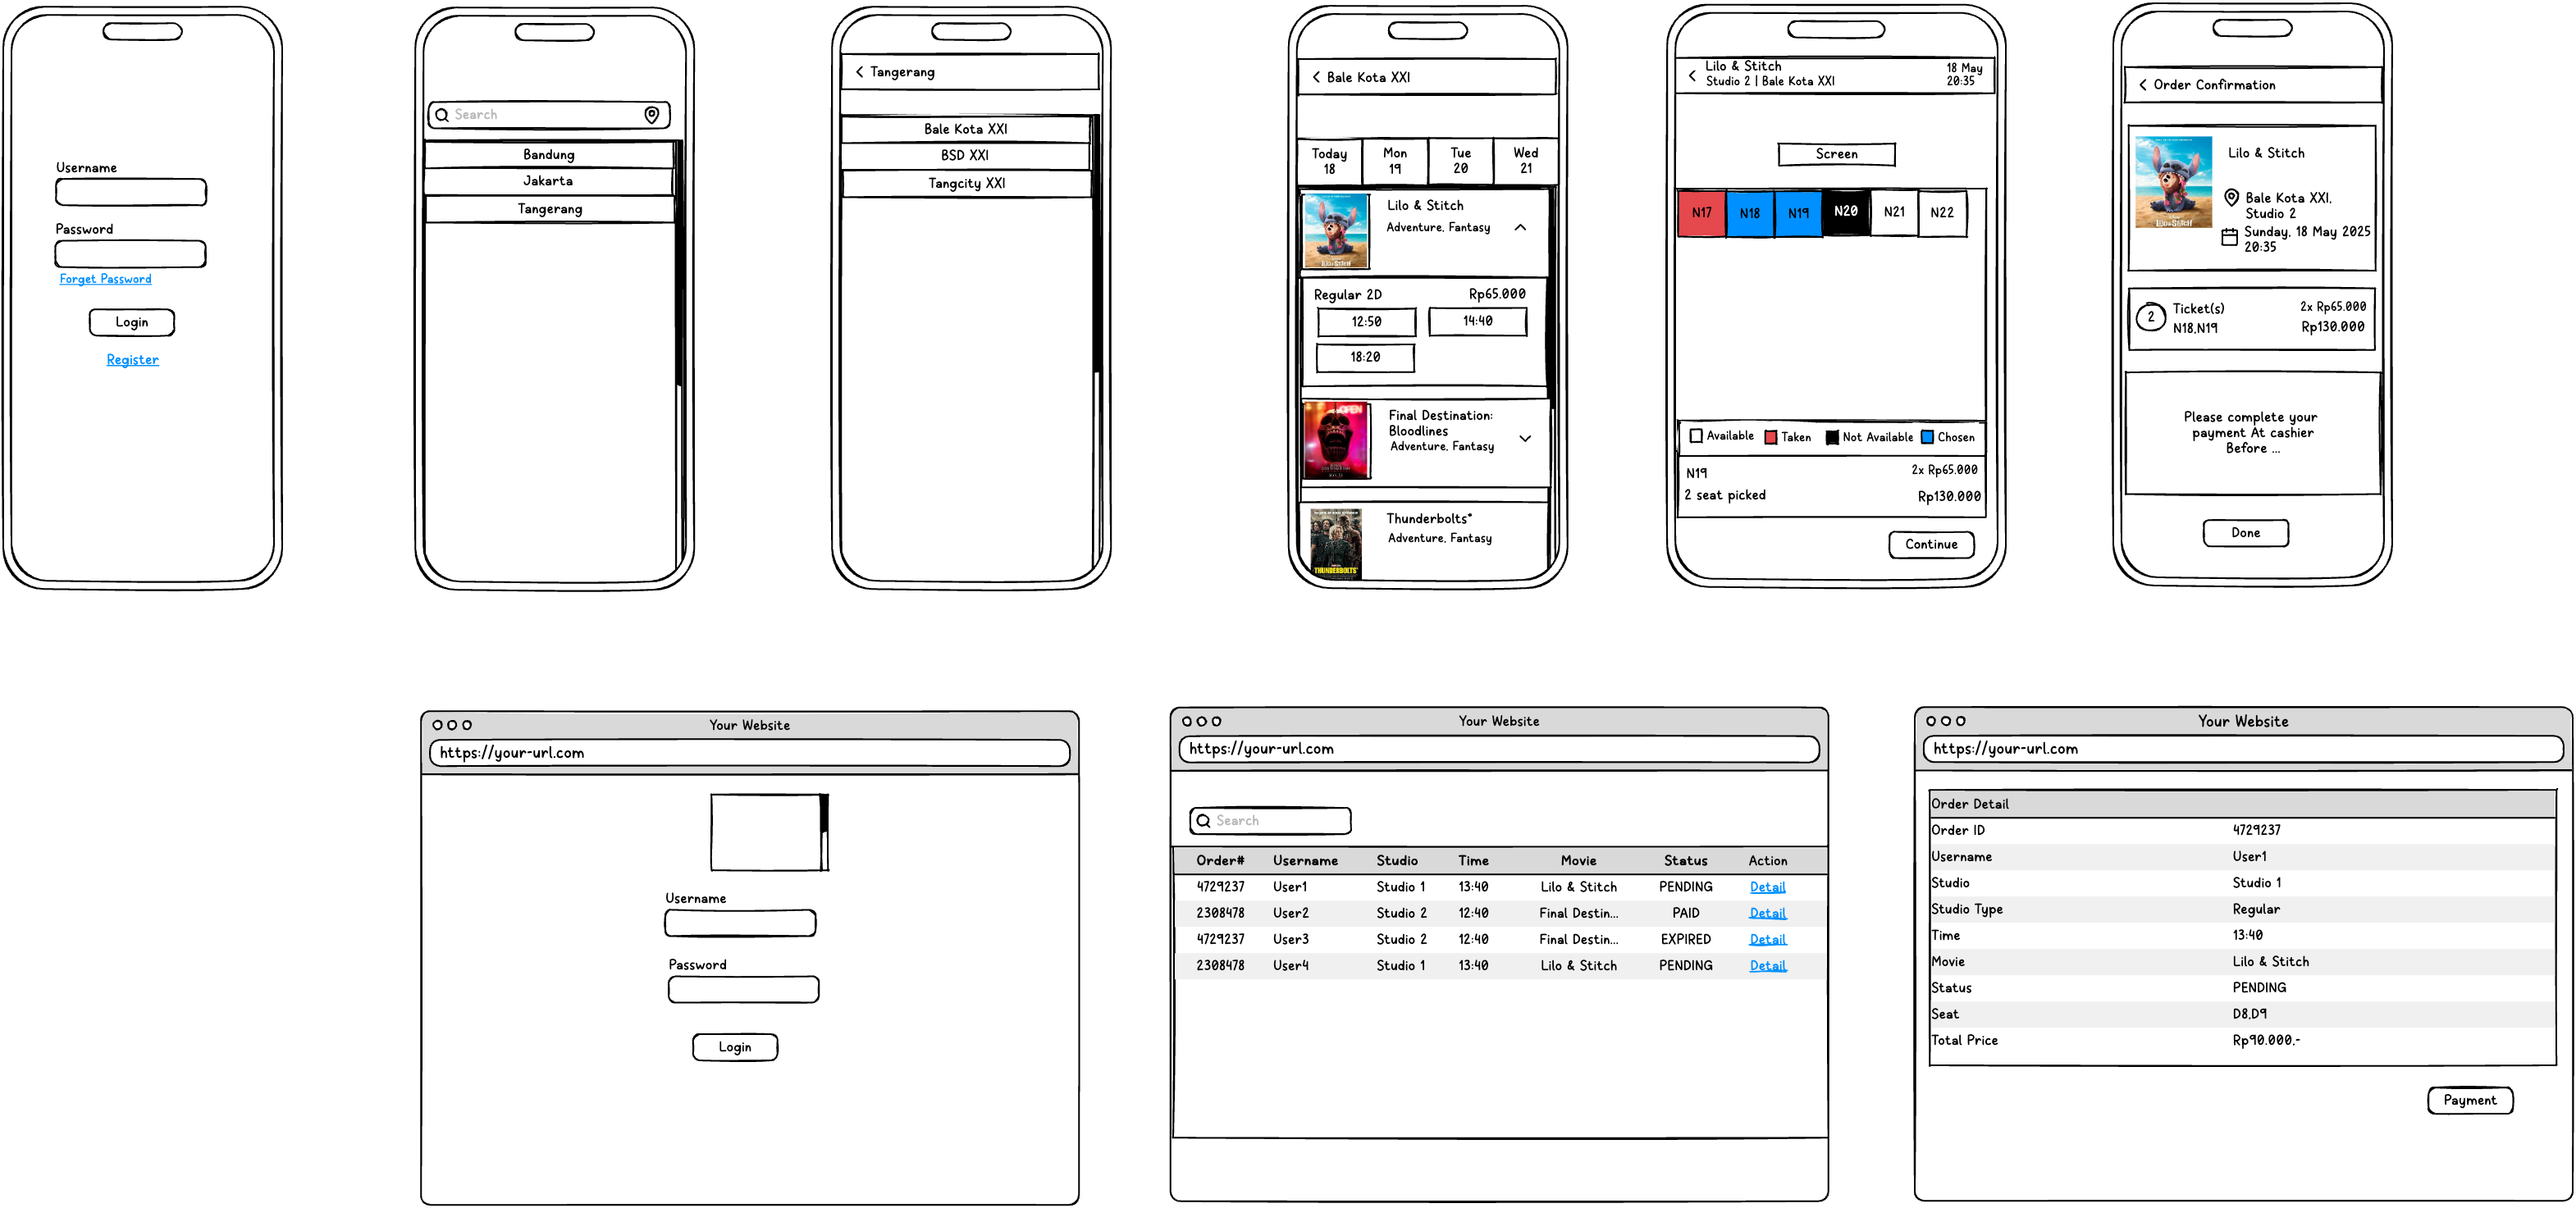 Username
Password
Forget Password
Login
Register
Search
Bandung
Jakarta
Tangerang
Tangerang
Bale Kota XXI
BSD XXI
Tangcity XXI
Bale Kota XXI
Today
18
Mon
19
Tue
20
Wed
21
Lilo & Stitch
Adventure, Fantasy
Regular 2D
Rp65.000
12:50
14:40
18:20
Final Destination:
Bloodlines
Adventure, Fantasy
Thunderbolts*
Adventure, Fantasy
THUNDERBOLTS*
Lilo & Stitch
18 May
Studio 2 | Bale Kota XXI
20:35
Screen
N17
N18
N19
N20
N21
N22
Available
Taken
Not Available
Chosen
N19
2x Rp65.000
2 seat picked
Rp130.000
Continue
Order Confirmation
Lilo & Stitch
Bale Kota XXI,
Studio 2
Sunday, 18 May 2025
20:35
2
Ticket(s)
2x Rp65.000
N18,N19
Rp130.000
Please complete your
payment At cashier
Before ...
Done
Your Website
https://your-url.com
Username
Password
Login
Your Website
https://your-url.com
Search
Order# Username Studio Time Movie Status Action
4729237 User1 Studio 1 13:40 Lilo & Stitch PENDING Detail
2308478 User2 Studio 2 12:40 Final Destin... PAID Detail
4729237 User3 Studio 2 12:40 Final Destin... EXPIRED Detail
2308478 User4 Studio 1 13:40 Lilo & Stitch PENDING Detail
Your Website
https://your-url.com
Order Detail
Order ID 4729237
Username User1
Studio Studio 1
Studio Type Regular
Time 13:40
Movie Lilo & Stitch
Status PENDING
Seat D8,D9
Total Price Rp90.000,-
Payment